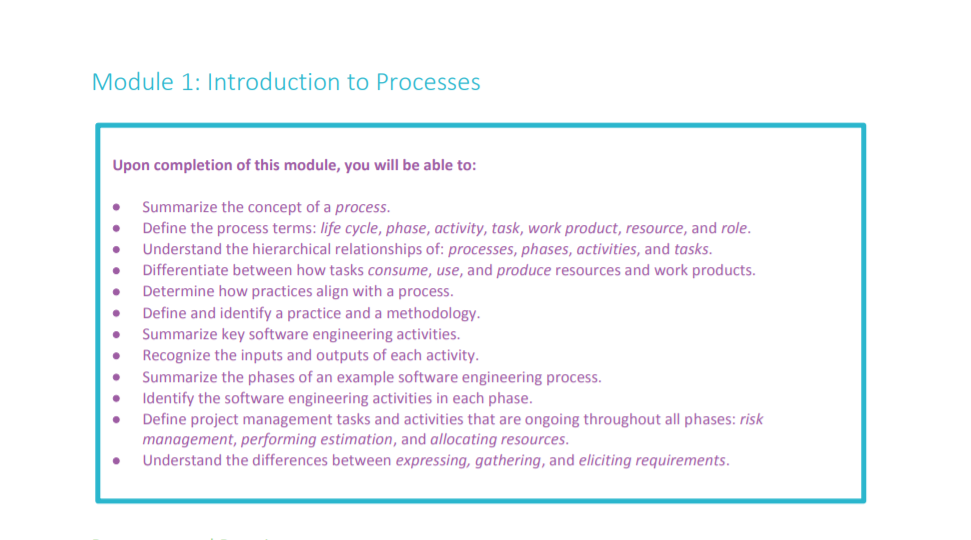 Module 1: Introduction to Processes
Upon completion of this module, you will be able to:
● Summarize the concept of a process.
● Define the process terms: life cycle, phase, activity, task, work product, resource, and role.
● Understand the hierarchical relationships of: processes, phases, activities, and tasks.
● Differentiate between how tasks consume, use, and produce resources and work products.
● Determine how practices align with a process.
● Define and identify a practice and a methodology.
● Summarize key software engineering activities.
● Recognize the inputs and outputs of each activity.
● Summarize the phases of an example software engineering process.
● Identify the software engineering activities in each phase.
● Define project management tasks and activities that are ongoing throughout all phases: risk
management, performing estimation, and allocating resources.
● Understand the differences between expressing, gathering, and eliciting requirements.